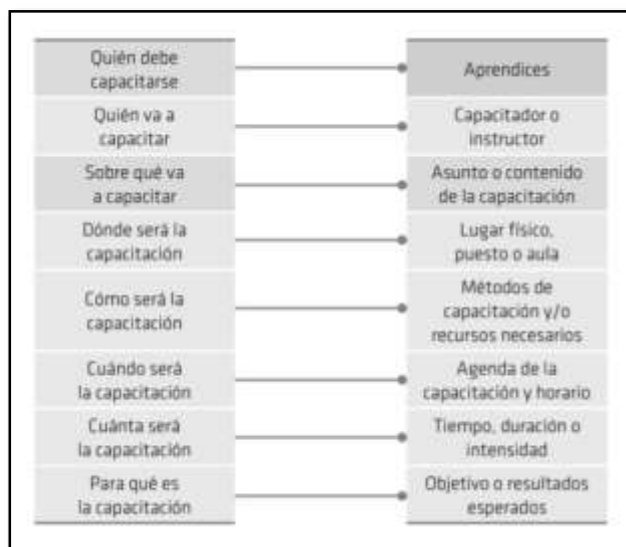 Quién debe
capacitarse
Aprendices
Quién va a
capacitar
Capacitador o
instructor
Sobre qué va
a capacitar
Asunto o contenido
de la capacitación
Dónde será la
capacitación
Lugar físico,
puesto o aula
Cómo será la
capacitación
Métodos de
capacitación y/o
recursos necesarios
Cuándo será
la capacitación
Agenda de la
capacitación y horario
Cuánta será
la capacitación
Tiempo, duración o
intensidad
Para qué es
la capacitación
Objetivo o resultados
esperados